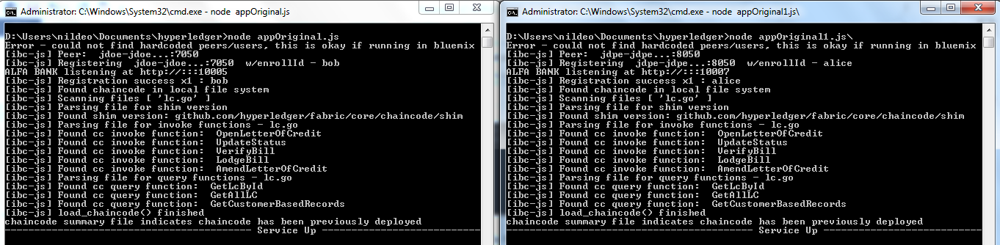 Administrator: C:\Windows\System32\cmd.exe - node  appOriginal.js
D:\Users\nildeo\Documents\hyperledger>node appOriginal.js
Error - could not find hardcoded peers/users, this is okay if running in bluemix
[ibc-js] Peer:  jdoe-jdoe...:7050
[ibc-js] Registering  jdoe-jdoe...:7050  w/enrollId - bob
ALFA BANK listening at http://:::10005
[ibc-js] Registration success x1 : bob
[ibc-js] Found chaincode in local file system
[ibc-js] Scanning files [ 'lc.go' ]
[ibc-js] Parsing file for shim version
[ibc-js] Found shim version: github.com/hyperledger/fabric/core/chaincode/shim
[ibc-js] Parsing file for invoke functions - lc.go
[ibc-js] Found cc invoke function:  OpenLetterOfCredit
[ibc-js] Found cc invoke function:  UpdateStatus
[ibc-js] Found cc invoke function:  VerifyBill
[ibc-js] Found cc invoke function:  LodgeBill
[ibc-js] Found cc invoke function:  AmendLetterOfCredit
[ibc-js] Parsing file for query functions - lc.go
[ibc-js] Found cc query function:  GetLcById
[ibc-js] Found cc query function:  GetAllLC
[ibc-js] Found cc query function:  GetCustomerBasedRecords
[ibc-js] load_chaincode() finished
chaincode summary file indicates chaincode has been previously deployed
------------------------------------------ Service Up ---------------------------
Administrator: C:\Windows\System32\cmd.exe - node  appOriginal1.js\
D:\Users\nildeo\Documents\hyperledger>node appOriginal1.js\
Error - could not find hardcoded peers/users, this is okay if running in bluemix
[ibc-js] Peer:  jdpe-jdpe...:8050
[ibc-js] Registering  jdpe-jdpe...:8050  w/enrollId - alice
ALFA BANK listening at http://:::10007
[ibc-js] Registration success x1 : alice
[ibc-js] Found chaincode in local file system
[ibc-js] Scanning files [ 'lc.go' ]
[ibc-js] Parsing file for shim version
[ibc-js] Found shim version: github.com/hyperledger/fabric/core/chaincode/shim
[ibc-js] Parsing file for invoke functions - lc.go
[ibc-js] Found cc invoke function:  OpenLetterOfCredit
[ibc-js] Found cc invoke function:  UpdateStatus
[ibc-js] Found cc invoke function:  VerifyBill
[ibc-js] Found cc invoke function:  LodgeBill
[ibc-js] Found cc invoke function:  AmendLetterOfCredit
[ibc-js] Parsing file for query functions - lc.go
[ibc-js] Found cc query function:  GetLcById
[ibc-js] Found cc query function:  GetAllLC
[ibc-js] Found cc query function:  GetCustomerBasedRecords
[ibc-js] load_chaincode() finished
chaincode summary file indicates chaincode has been previously deployed
------------------------------------------ Service Up ---------------------------